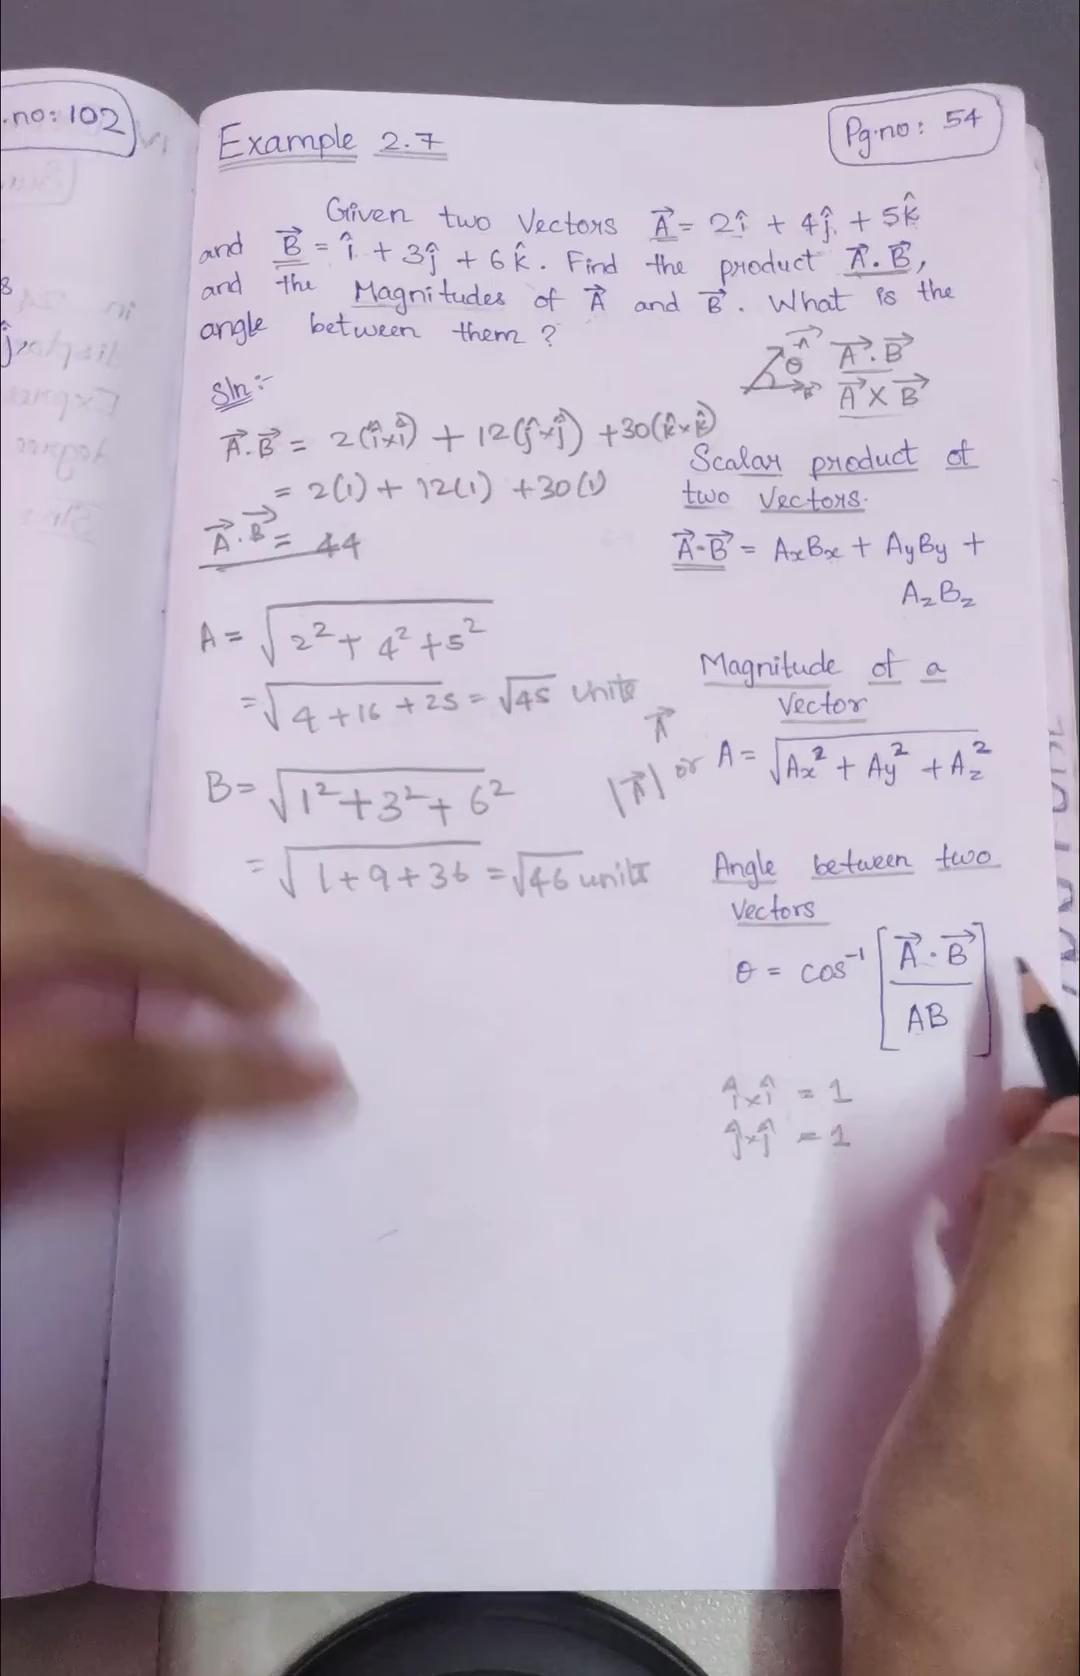 .no: 102
Example 2.7
Pg.no: 54
Given two Vectors A⃗ = 2î + 4ĵ + 5k̂
and B⃗ = î + 3ĵ + 6k̂. Find the product A⃗.B⃗,
and the Magnitudes of A⃗ and B⃗. What is the
angle between them ?
θ A⃗.B⃗
A⃗ X B⃗
Sln:-
A⃗.B⃗ = 2(î×î) + 12(ĵ×ĵ) +30(k̂×k̂)
= 2(1) + 12(1) +30(1)
A⃗.B⃗ = 44
Scalar product of
two vectors.
A⃗.B⃗ = AxBx + AyBy +
AzBz
A = √2² + 4² +5²
= √4 +16 +25 = √45 units
Magnitude of a
Vector
A⃗
|A⃗| or A = √Ax² + Ay² + Az²
B = √1²+3²+ 6²
= √1+9+36 = √46 units
Angle between two
Vectors
θ = cos⁻¹ [A⃗.B⃗ / AB]
î×î = 1
ĵ×ĵ = 1